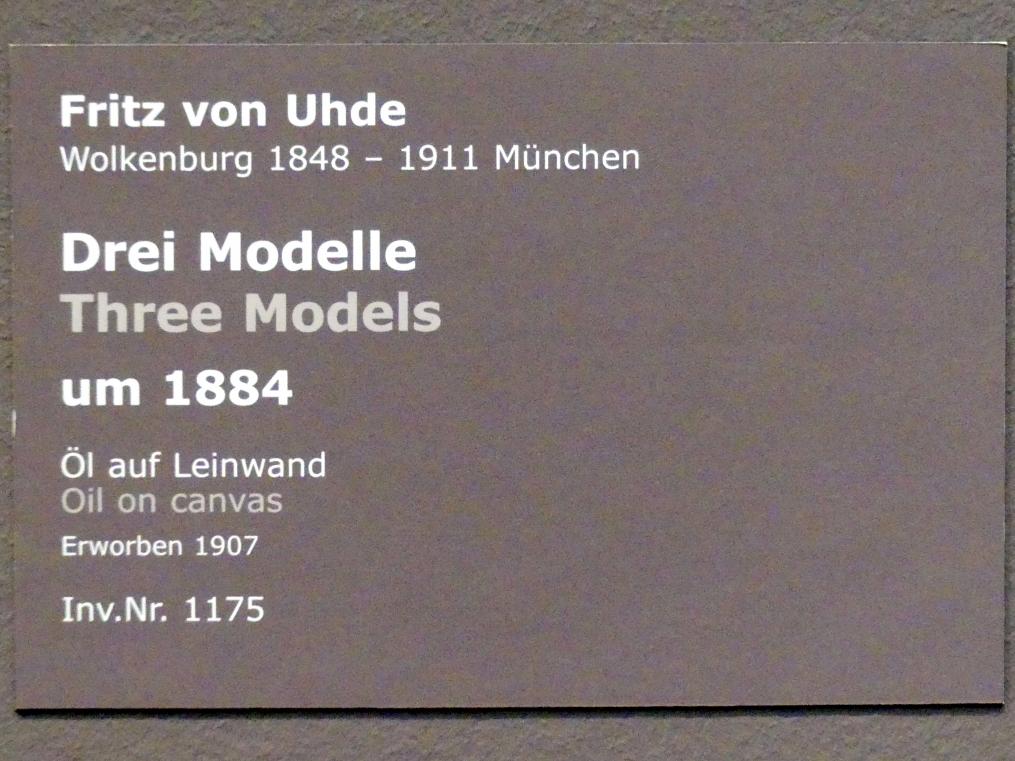 Fritz von Uhde
Wolkenburg 1848 – 1911 München
Drei Modelle
Three Models
um 1884
Öl auf Leinwand
Oil on canvas
Erworben 1907
Inv.Nr. 1175